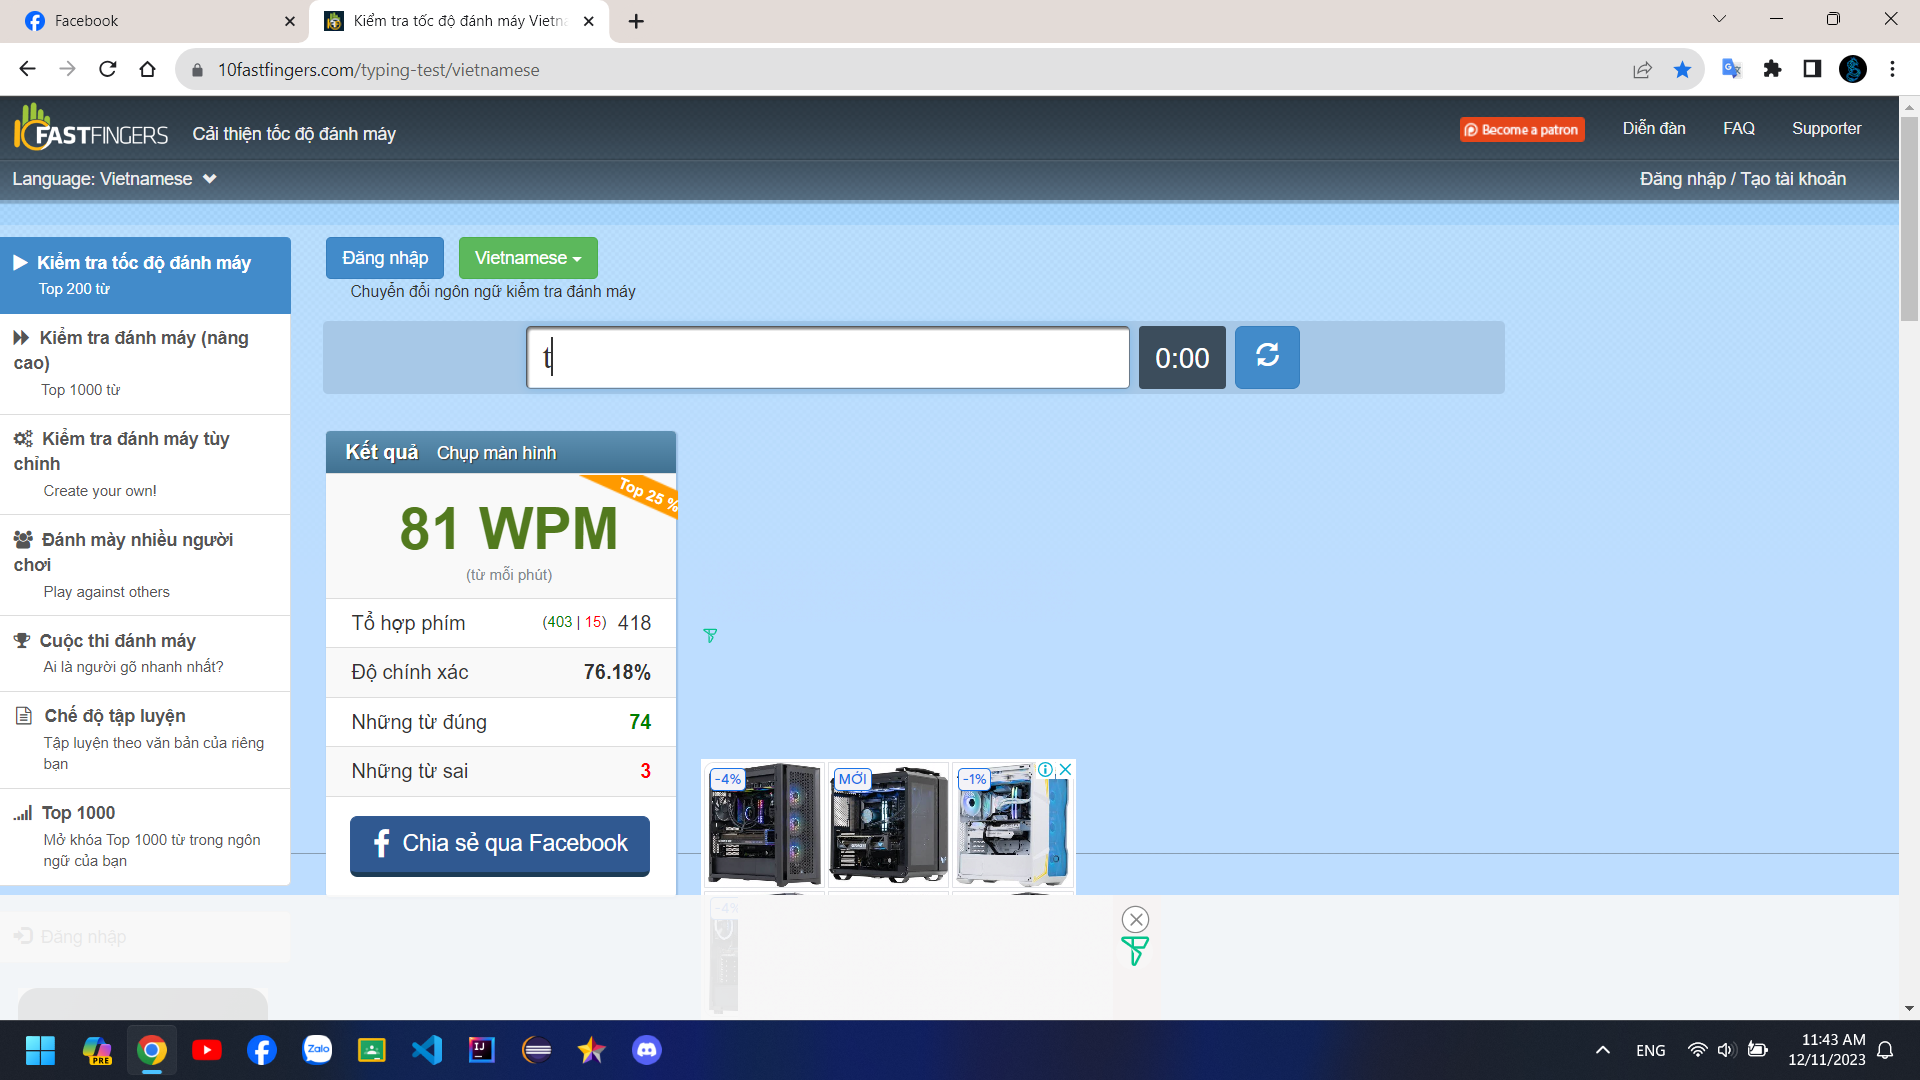 Facebook
Kiểm tra tốc độ đánh máy Vietn
10fastfingers.com/typing-test/vietnamese
10FASTFINGERS
Cải thiện tốc độ đánh máy
Become a patron
Diễn đàn
FAQ
Supporter
Language: Vietnamese
Đăng nhập / Tạo tài khoản
Kiểm tra tốc độ đánh máy
Top 200 từ
Kiểm tra đánh máy (nâng
cao)
Top 1000 từ
Kiểm tra đánh máy tùy
chỉnh
Create your own!
Đánh mày nhiều người
chơi
Play against others
Cuộc thi đánh máy
Ai là người gõ nhanh nhất?
Chế độ tập luyện
Tập luyện theo văn bản của riêng
bạn
Top 1000
Mở khóa Top 1000 từ trong ngôn
ngữ của bạn
Đăng nhập
Đăng nhập
Vietnamese
Chuyển đổi ngôn ngữ kiểm tra đánh máy
t
0:00
Kết quả
Chụp màn hình
Top 25 %
81 WPM
(từ mỗi phút)
Tổ hợp phím (403 | 15) 418
Độ chính xác 76.18%
Những từ đúng 74
Những từ sai 3
Chia sẻ qua Facebook
-4%
MỚI
-1%
-4%
PRE
Zalo
IJ
ENG
11:43 AM
12/11/2023